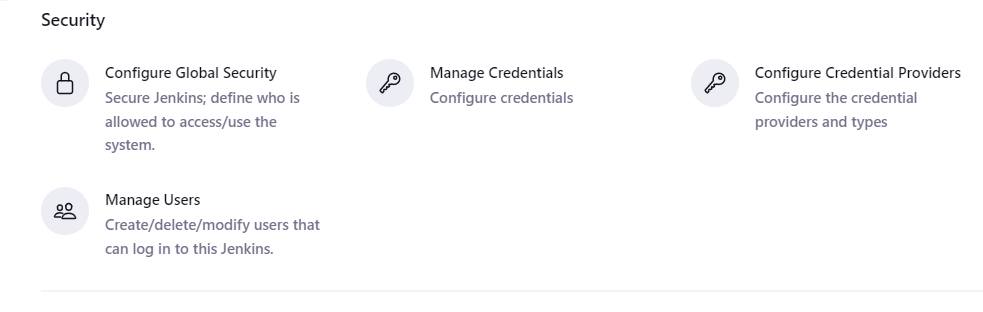 Security
Configure Global Security
Secure Jenkins; define who is
allowed to access/use the
system.
Manage Credentials
Configure credentials
Configure Credential Providers
Configure the credential
providers and types
Manage Users
Create/delete/modify users that
can log in to this Jenkins.